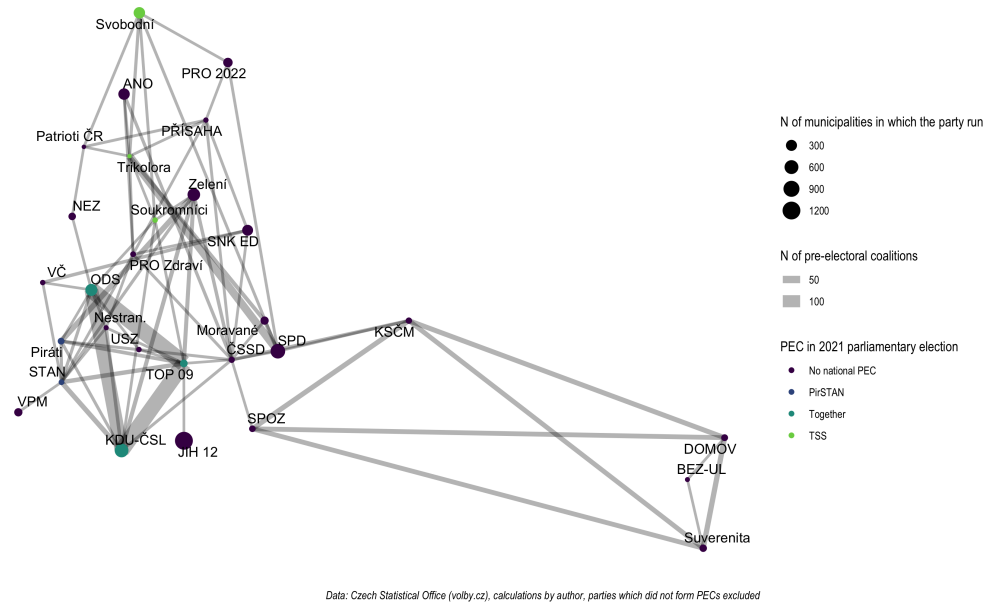 Svobodní
PRO 2022
ANO
PŘÍSAHA
Patrioti ČR
Trikolora
Zelení
NEZ
Soukromníci
SNK ED
PRO Zdraví
VČ
ODS
Nestran.
Moravané
USZ
SPD
Piráti
ČSSD
KSČM
STAN
TOP 09
VPM
SPOZ
KDU-ČSL
JIH 12
DOMOV
BEZ-UL
Suverenita
N of municipalities in which the party run
300
600
900
1200
N of pre-electoral coalitions
50
100
PEC in 2021 parliamentary election
No national PEC
PirSTAN
Together
TSS
Data: Czech Statistical Office (volby.cz), calculations by author, parties which did not form PECs excluded